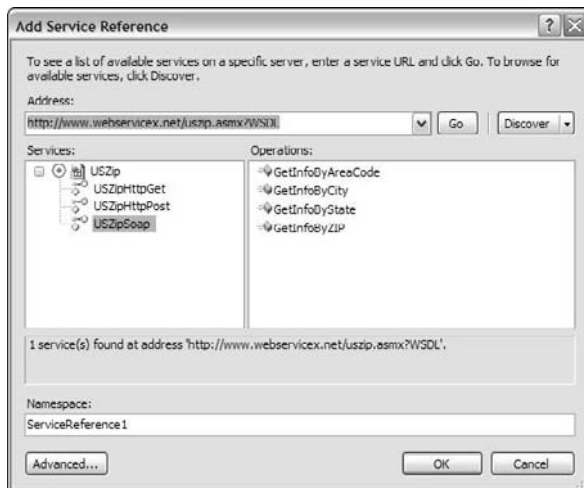 Add Service Reference
To see a list of available services on a specific server, enter a service URL and click Go. To browse for
available services, click Discover.
Address:
http://www.webservicex.net/uszip.asmx?WSDL
Go
Discover
Services:
USZip
USZipHttpGet
USZipHttpPost
USZipSoap
Operations:
GetInfoByAreaCode
GetInfoByCity
GetInfoByState
GetInfoByZIP
1 service(s) found at address 'http://www.webservicex.net/uszip.asmx?WSDL'.
Namespace:
ServiceReference1
Advanced...
OK
Cancel